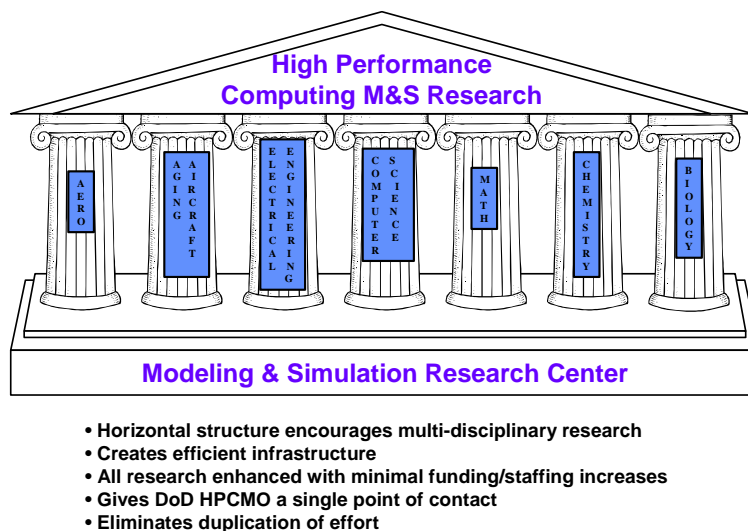 High Performance
Computing M&S Research
AERO
AGING
AIRCRAFT
ELECTRICAL
ENGINEERING
COMPUTER
SCIENCE
MATH
CHEMISTRY
BIOLOGY
Modeling & Simulation Research Center
• Horizontal structure encourages multi-disciplinary research
• Creates efficient infrastructure
• All research enhanced with minimal funding/staffing increases
• Gives DoD HPCMO a single point of contact
• Eliminates duplication of effort